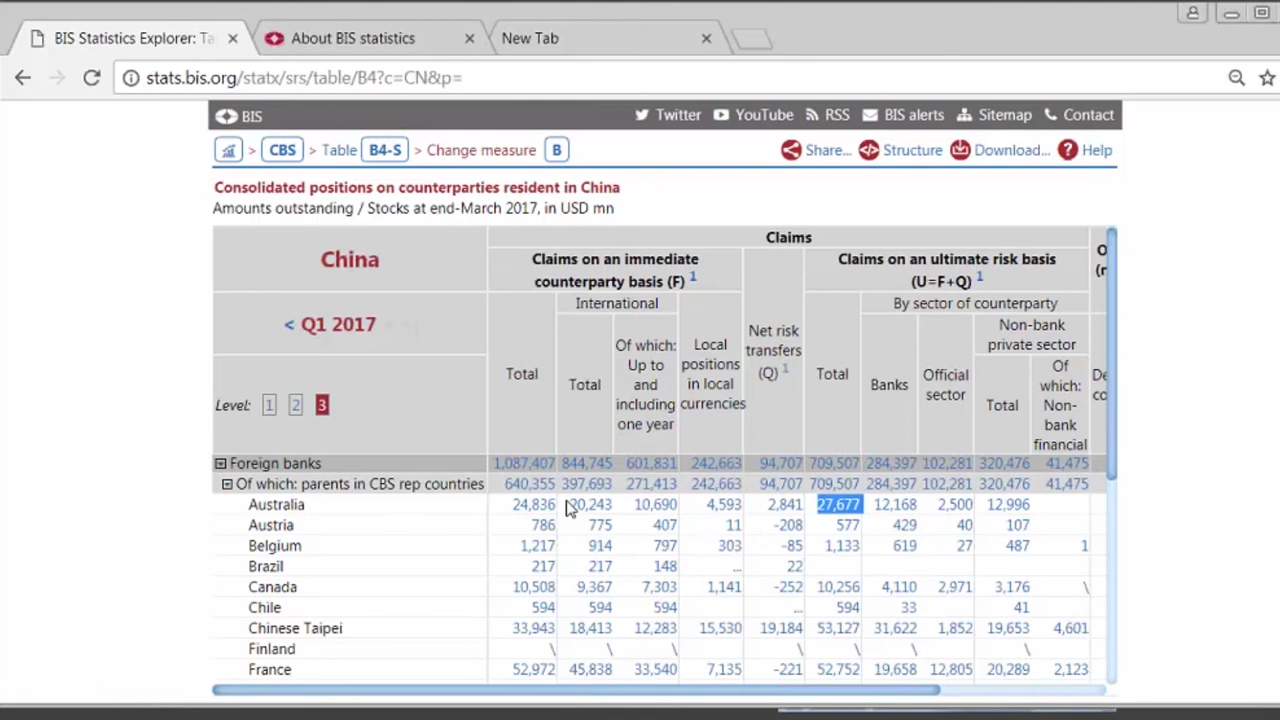 BIS Statistics Explorer: Ta
About BIS statistics
New Tab
stats.bis.org/statx/srs/table/B4?c=CN&p=
BIS
Twitter YouTube RSS BIS alerts Sitemap Contact
> CBS > Table B4-S > Change measure B
Share... Structure Download... Help
Consolidated positions on counterparties resident in China
Amounts outstanding / Stocks at end-March 2017, in USD mn
China
< Q1 2017
Level: 1 2 3
Claims
Claims on an immediate
counterparty basis (F) 1
International
Total
Total
Of which:
Up to
and
including
one year
Local
positions
in local
currencies
Net risk
transfers
(Q) 1
Claims on an ultimate risk basis
(U=F+Q) 1
By sector of counterparty
Total
Banks
Official
sector
Non-bank
private sector
Total
Of
which:
Non-
bank
financial
Foreign banks 1,087,407 844,745 601,831 242,663 94,707 709,507 284,397 102,281 320,476 41,475
Of which: parents in CBS rep countries 640,355 397,693 271,413 242,663 94,707 709,507 284,397 102,281 320,476 41,475
Australia 24,836 20,243 10,690 4,593 2,841 27,677 12,168 2,500 12,996
Austria 786 775 407 11 -208 577 429 40 107
Belgium 1,217 914 797 303 -85 1,133 619 27 487 1
Brazil 217 217 148 ... 22
Canada 10,508 9,367 7,303 1,141 -252 10,256 4,110 2,971 3,176 \
Chile 594 594 594 ... 594 33 41
Chinese Taipei 33,943 18,413 12,283 15,530 19,184 53,127 31,622 1,852 19,653 4,601
Finland \ \ \ \ \ \ \ \
France 52,972 45,838 33,540 7,135 -221 52,752 19,658 12,805 20,289 2,123